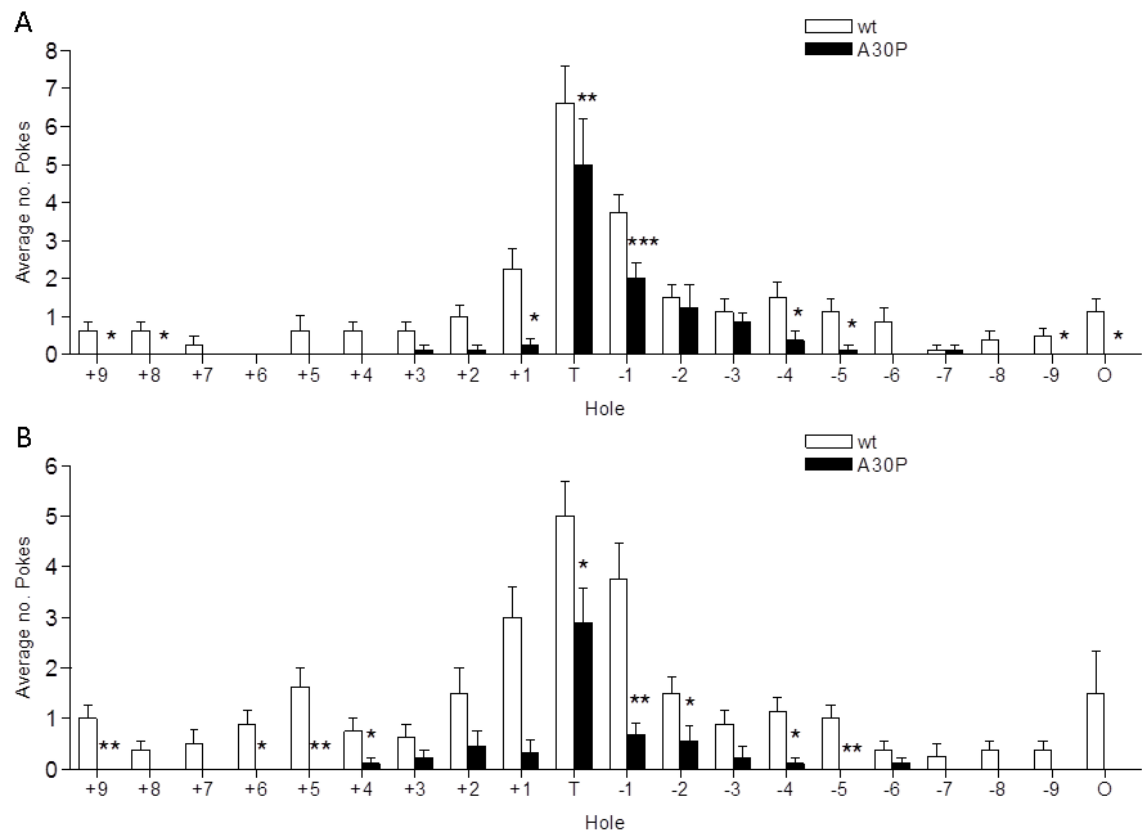 A
wt
A30P
8
7
6
5
4
3
2
1
0
Average no. Pokes
**
***
*
* * * * * *
+9 +8 +7 +6 +5 +4 +3 +2 +1 T -1 -2 -3 -4 -5 -6 -7 -8 -9 O
Hole
B
wt
A30P
6
5
4
3
2
1
0
Average no. Pokes
*
** *
* *
** * ** **
+9 +8 +7 +6 +5 +4 +3 +2 +1 T -1 -2 -3 -4 -5 -6 -7 -8 -9 O
Hole